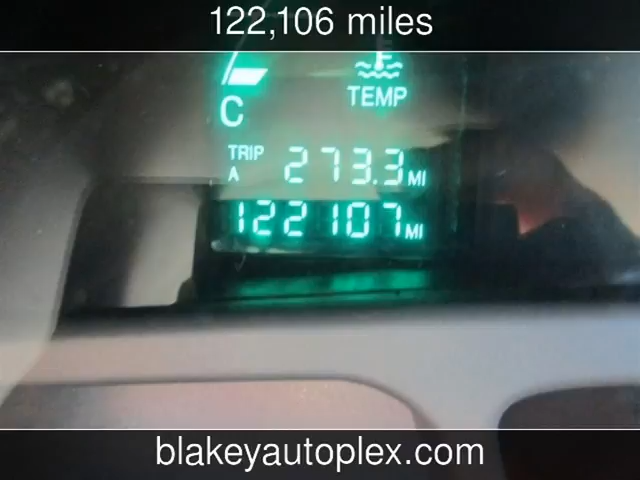 122,106 miles
C
TEMP
TRIP
A 273.3 MI
122107 MI
blakeyautoplex.com